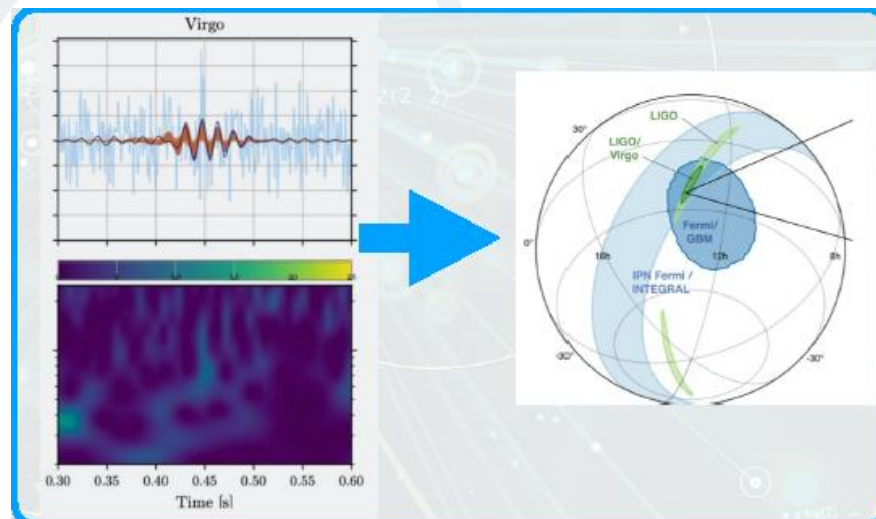 Virgo
0.30 0.35 0.40 0.45 0.50 0.55 0.60
Time [s]
LIGO
30°
30°
LIGO/
Virgo
Fermi/
GBM
0°
16h
12h
8h
IPN Fermi /
INTEGRAL
-30°
-30°